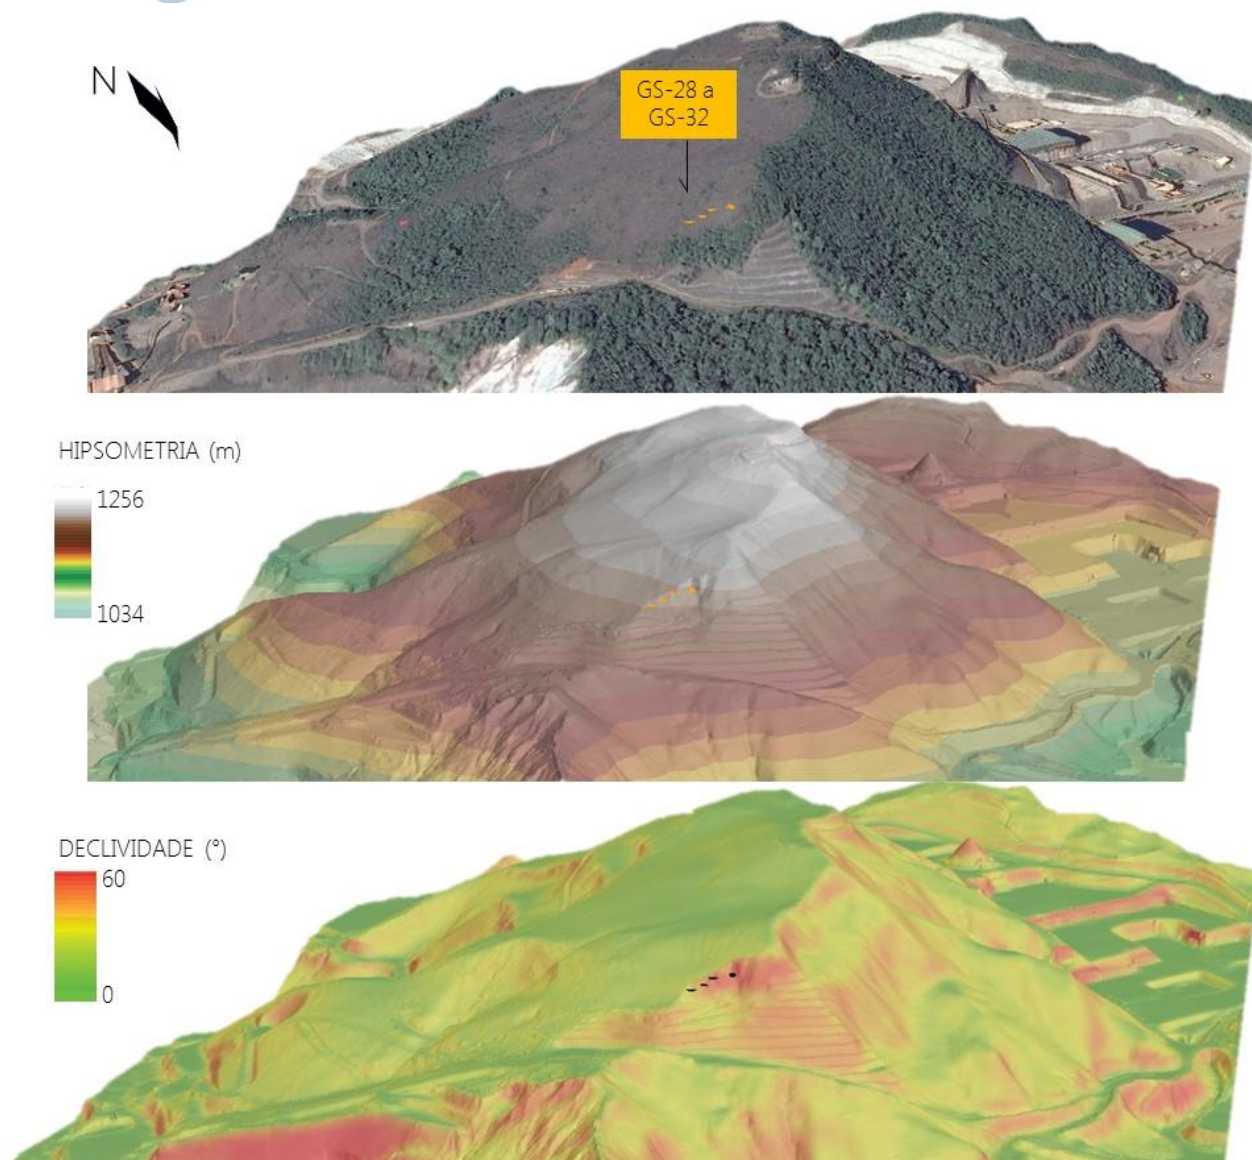 N
GS-28 a
GS-32
HIPSOMETRIA (m)
1256
1034
DECLIVIDADE (°)
60
0